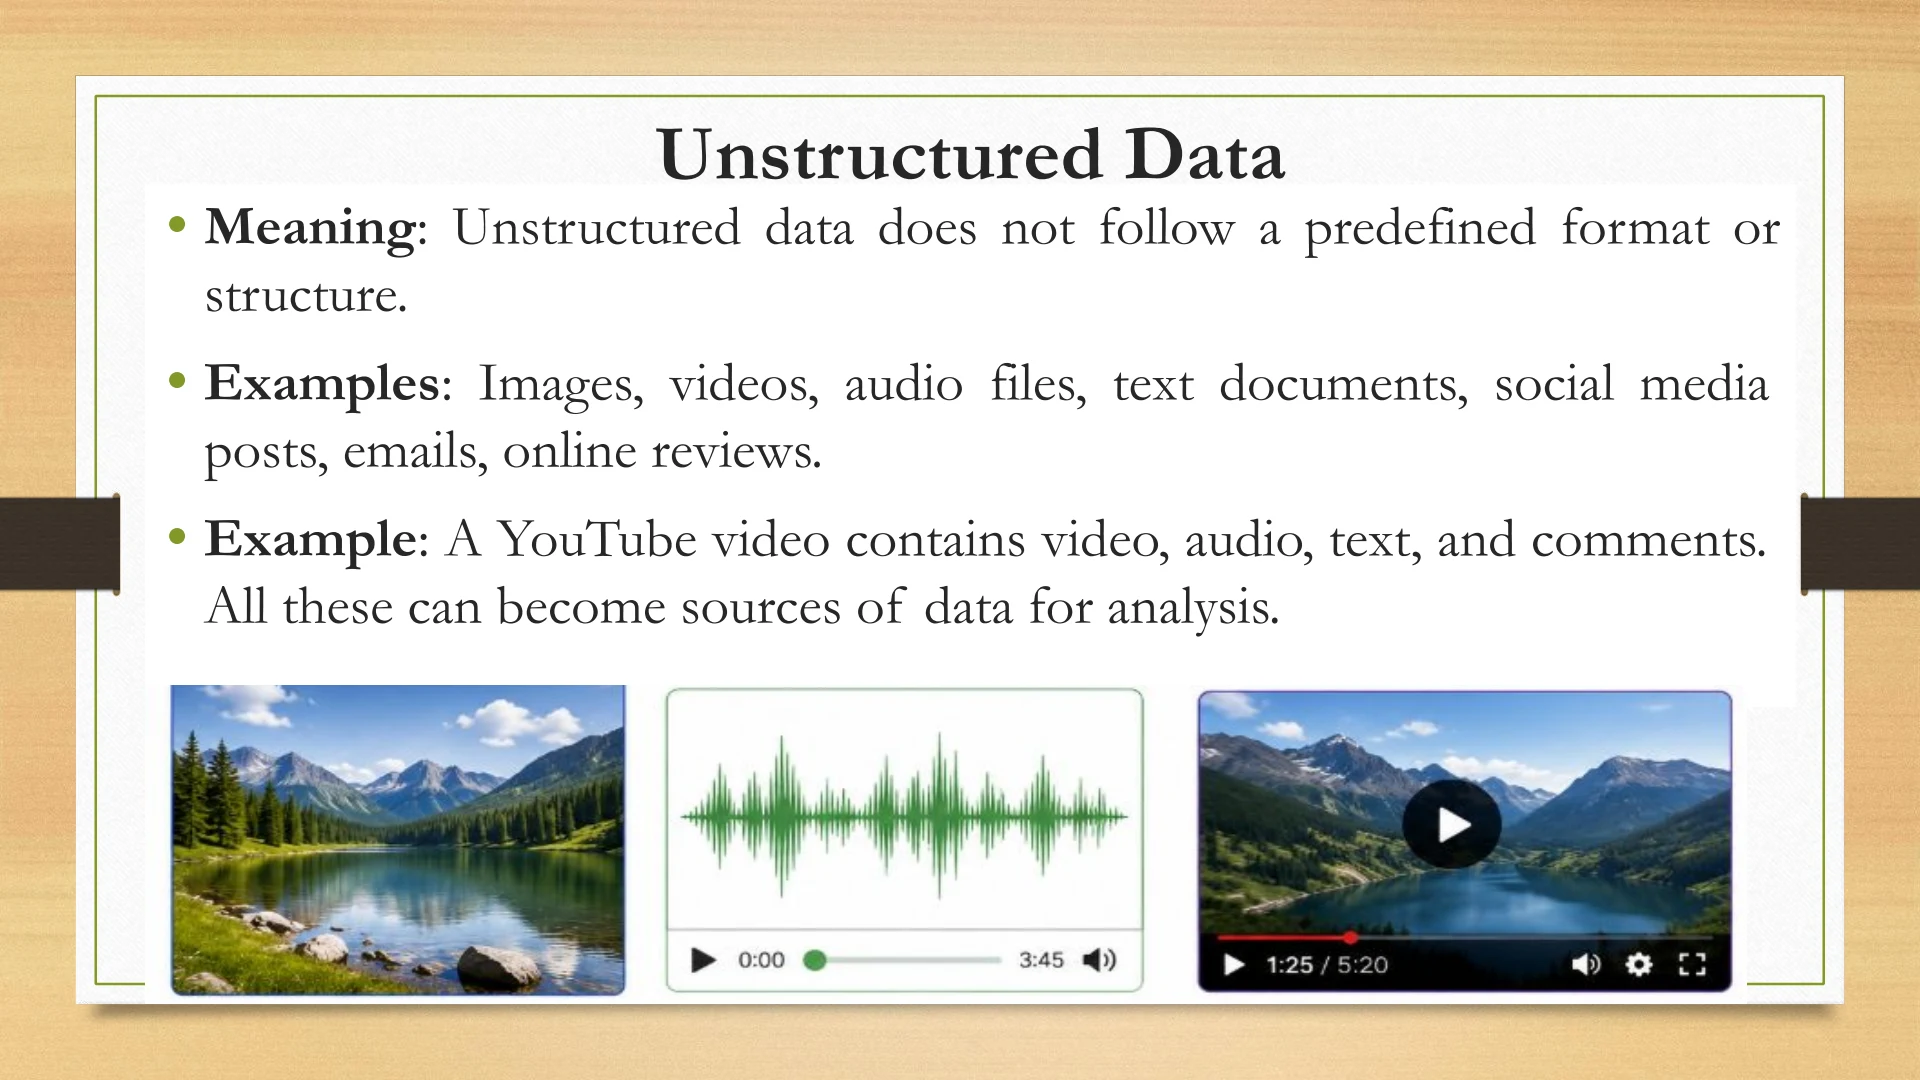 Unstructured Data
• Meaning: Unstructured data does not follow a predefined format or
structure.
• Examples: Images, videos, audio files, text documents, social media
posts, emails, online reviews.
• Example: A YouTube video contains video, audio, text, and comments.
All these can become sources of data for analysis.
0:00 3:45
1:25 / 5:20